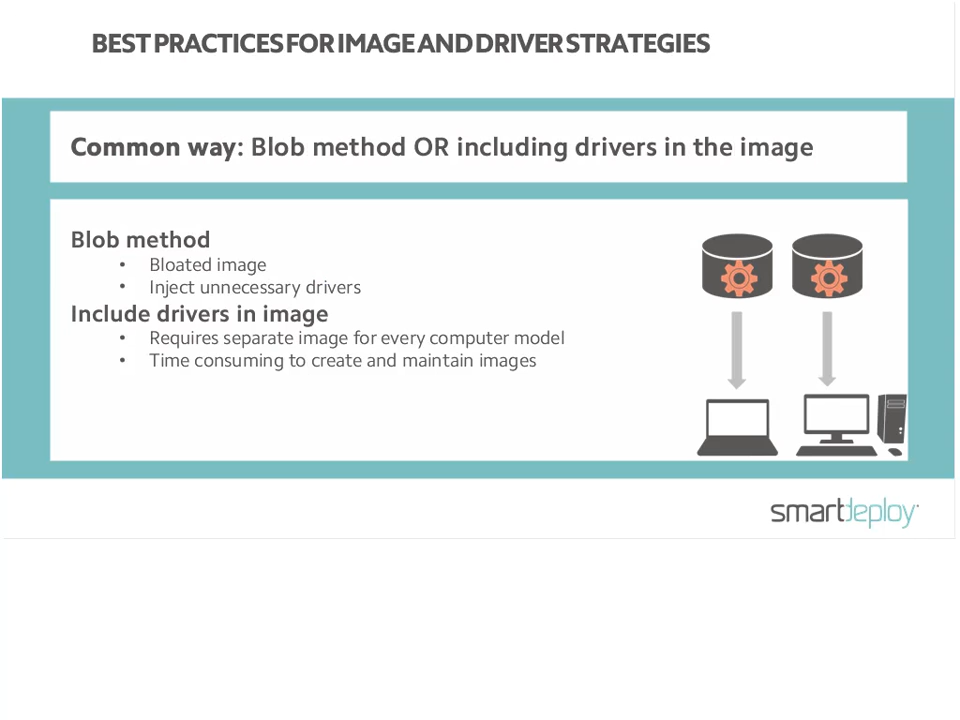 BEST PRACTICES FOR IMAGE AND DRIVER STRATEGIES
Common way: Blob method OR including drivers in the image
Blob method
• Bloated image
• Inject unnecessary drivers
Include drivers in image
• Requires separate image for every computer model
• Time consuming to create and maintain images
smartdeploy